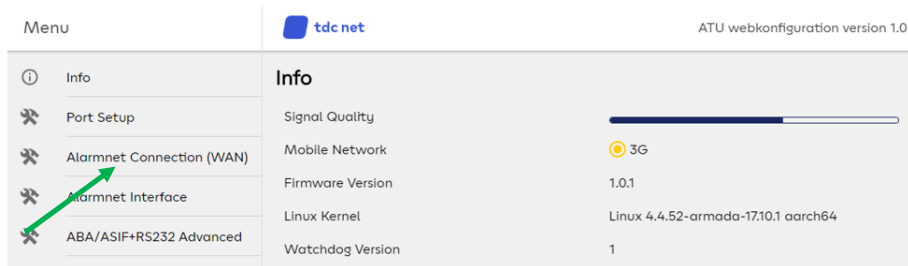 Menu
tdc net
ATU webkonfiguration version 1.0
Info
Port Setup
Alarmnet Connection (WAN)
Alarmnet Interface
ABA/ASIF+RS232 Advanced
Info
Signal Quality
Mobile Network 3G
Firmware Version 1.0.1
Linux Kernel Linux 4.4.52-armada-17.10.1 aarch64
Watchdog Version 1